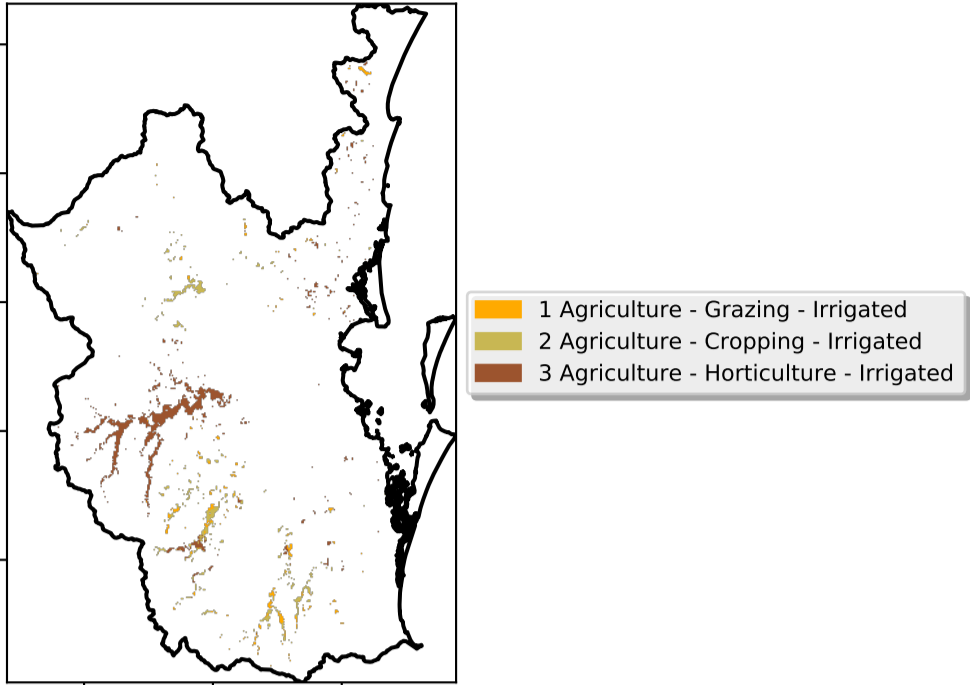 1 Agriculture - Grazing - Irrigated
2 Agriculture - Cropping - Irrigated
3 Agriculture - Horticulture - Irrigated